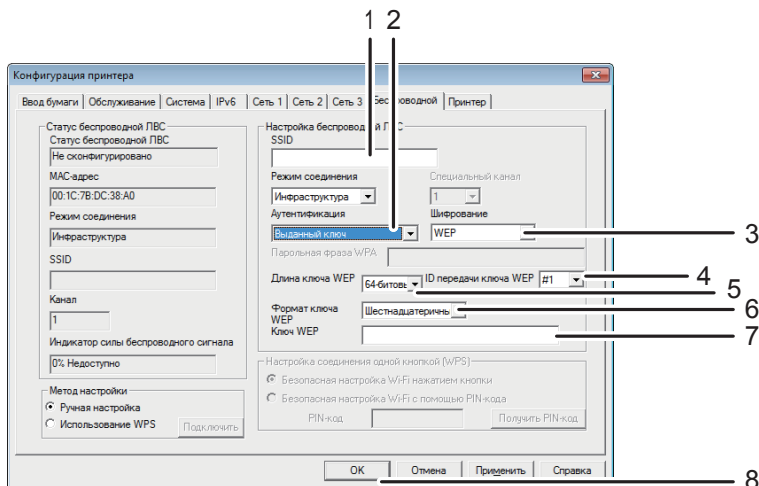 1 2
Конфигурация принтера
Ввод бумаги Обслуживание Система IPv6 Сеть 1 Сеть 2 Сеть 3 Беспроводной Принтер
Статус беспроводной ЛВС
Статус беспроводной ЛВС
Не сконфигурировано
MAC-адрес
00:1C:7B:DC:38:A0
Режим соединения
Инфраструктура
SSID
Канал
1
Индикатор силы беспроводного сигнала
0% Недоступно
Метод настройки
Ручная настройка
Использование WPS
Подключить
Настройка беспроводной ЛВС
SSID
Режим соединения Специальный канал
Инфраструктура 1
Аутентификация Шифрование
Выданный ключ WEP 3
Парольная фраза WPA
Длина ключа WEP 64-битовь ID передачи ключа WEP #1 4
5
Формат ключа
WEP
Шестнадцатеричнь 6
Ключ WEP 7
Настройка соединения одной кнопкой (WPS)
Безопасная настройка Wi-Fi нажатием кнопки
Безопасная настройка Wi-Fi с помощью PIN-кода
PIN-код Получить PIN-код
OK Отмена Применить Справка
8